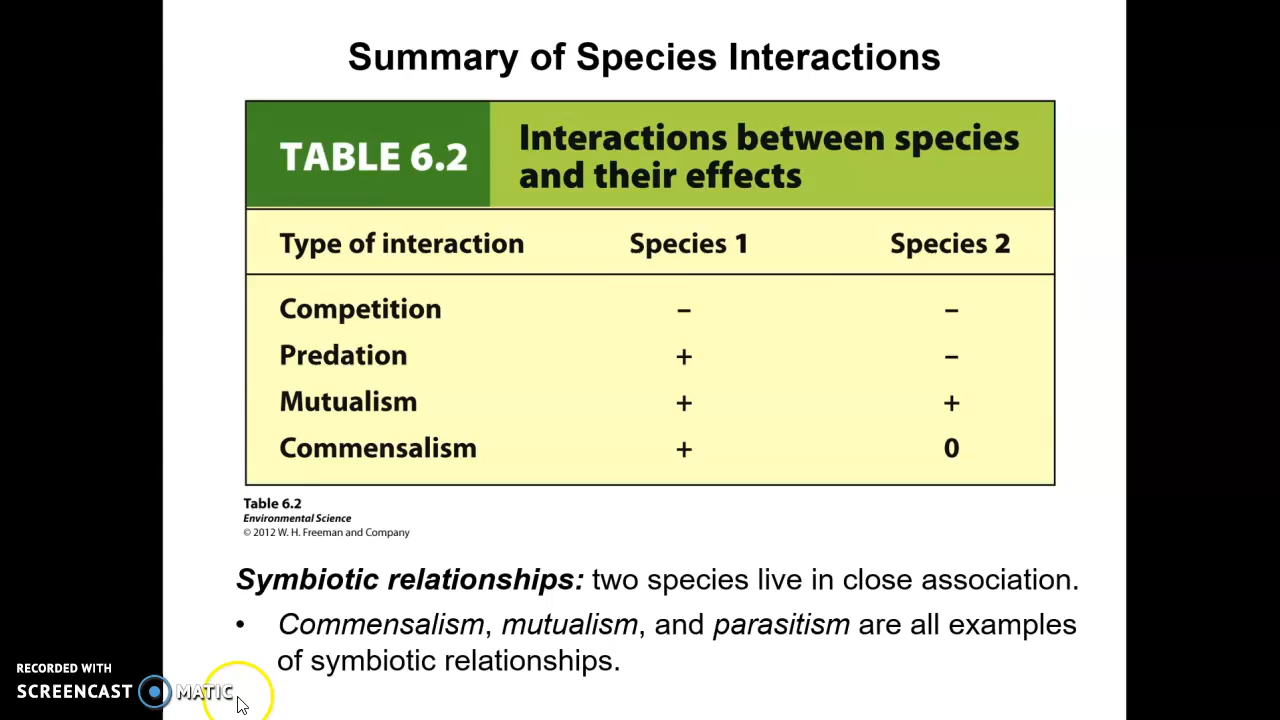 Summary of Species Interactions
TABLE 6.2
Interactions between species
and their effects
Type of interaction Species 1 Species 2
Competition – –
Predation + –
Mutualism + +
Commensalism + 0
Table 6.2
Environmental Science
© 2012 W. H. Freeman and Company
Symbiotic relationships: two species live in close association.
• Commensalism, mutualism, and parasitism are all examples
of symbiotic relationships.
RECORDED WITH
SCREENCAST MATIC